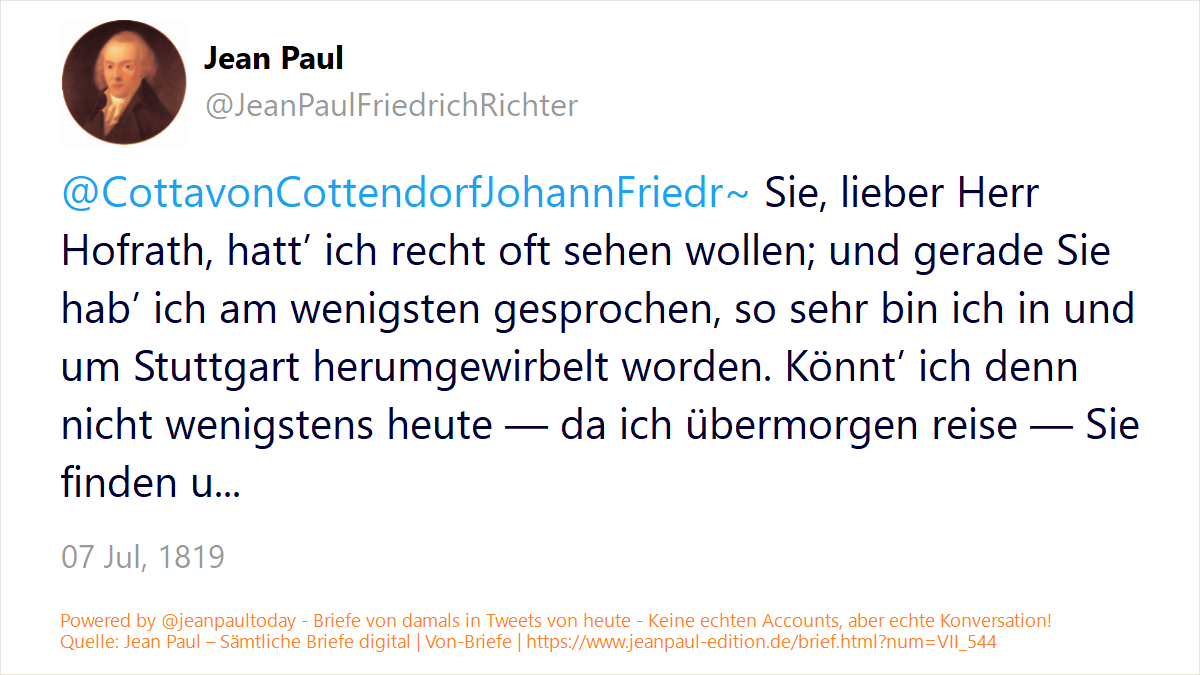 Jean Paul
@JeanPaulFriedrichRichter
@CottavonCottendorfJohannFriedr~ Sie, lieber Herr
Hofrath, hatt’ ich recht oft sehen wollen; und gerade Sie
hab’ ich am wenigsten gesprochen, so sehr bin ich in und
um Stuttgart herumgewirbelt worden. Könnt’ ich denn
nicht wenigstens heute — da ich übermorgen reise — Sie
finden u...
07 Jul, 1819
Powered by @jeanpaultoday - Briefe von damals in Tweets von heute - Keine echten Accounts, aber echte Konversation!
Quelle: Jean Paul – Sämtliche Briefe digital | Von-Briefe | https://www.jeanpaul-edition.de/brief.html?num=VII_544